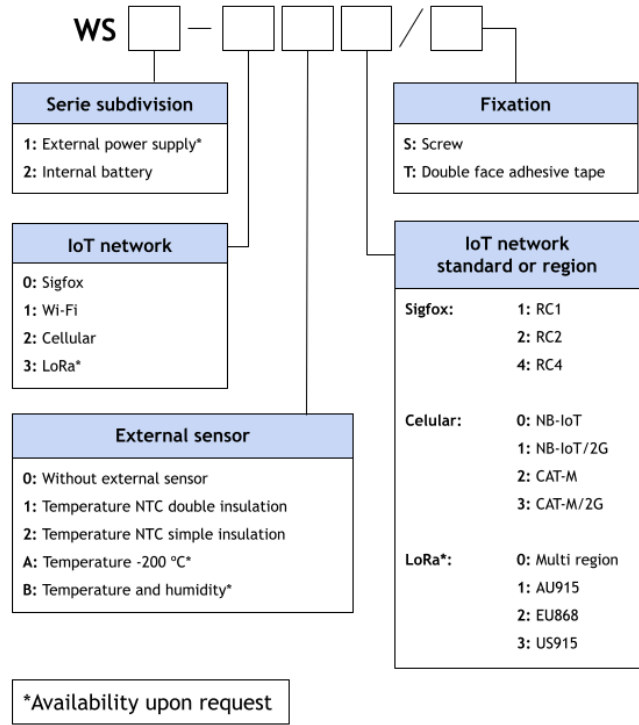 WS - /
Serie subdivision
1: External power supply*
2: Internal battery
Fixation
S: Screw
T: Double face adhesive tape
IoT network
0: Sigfox
1: Wi-Fi
2: Cellular
3: LoRa*
IoT network
standard or region
Sigfox: 1: RC1
2: RC2
4: RC4
Celular: 0: NB-IoT
1: NB-IoT/2G
2: CAT-M
3: CAT-M/2G
LoRa*: 0: Multi region
1: AU915
2: EU868
3: US915
External sensor
0: Without external sensor
1: Temperature NTC double insulation
2: Temperature NTC simple insulation
A: Temperature -200 ºC*
B: Temperature and humidity*
*Availability upon request